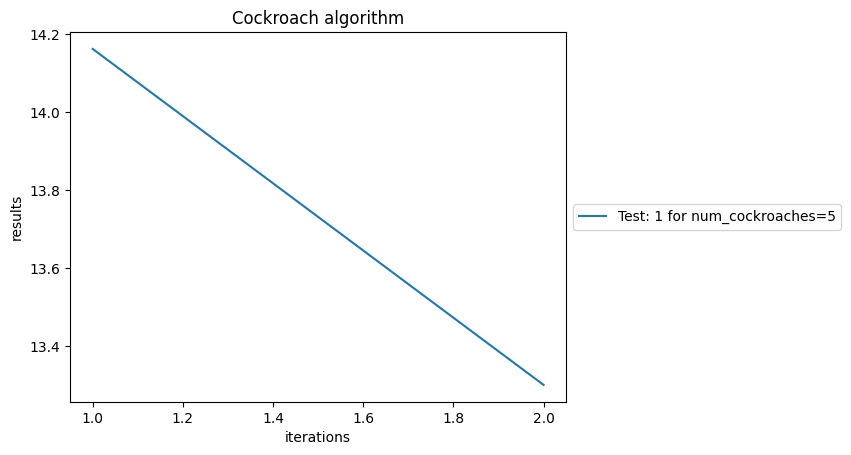 Cockroach algorithm
14.2
14.0
13.8
13.6
13.4
results
1.0 1.2 1.4 1.6 1.8 2.0
iterations
Test: 1 for num_cockroaches=5